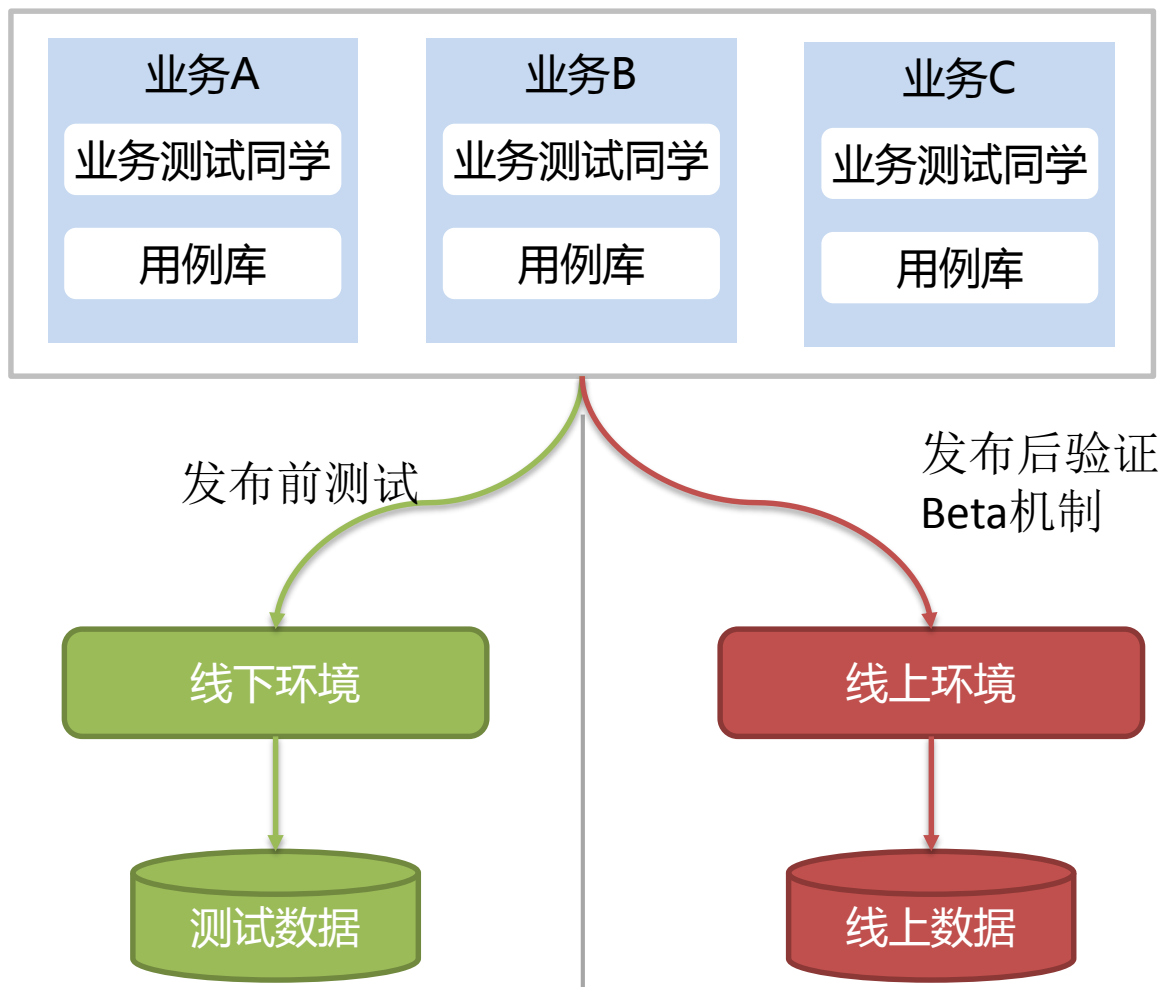 业务A
业务测试同学
用例库
业务B
业务测试同学
用例库
业务C
业务测试同学
用例库
发布前测试
发布后验证
Beta机制
线下环境
线上环境
测试数据
线上数据